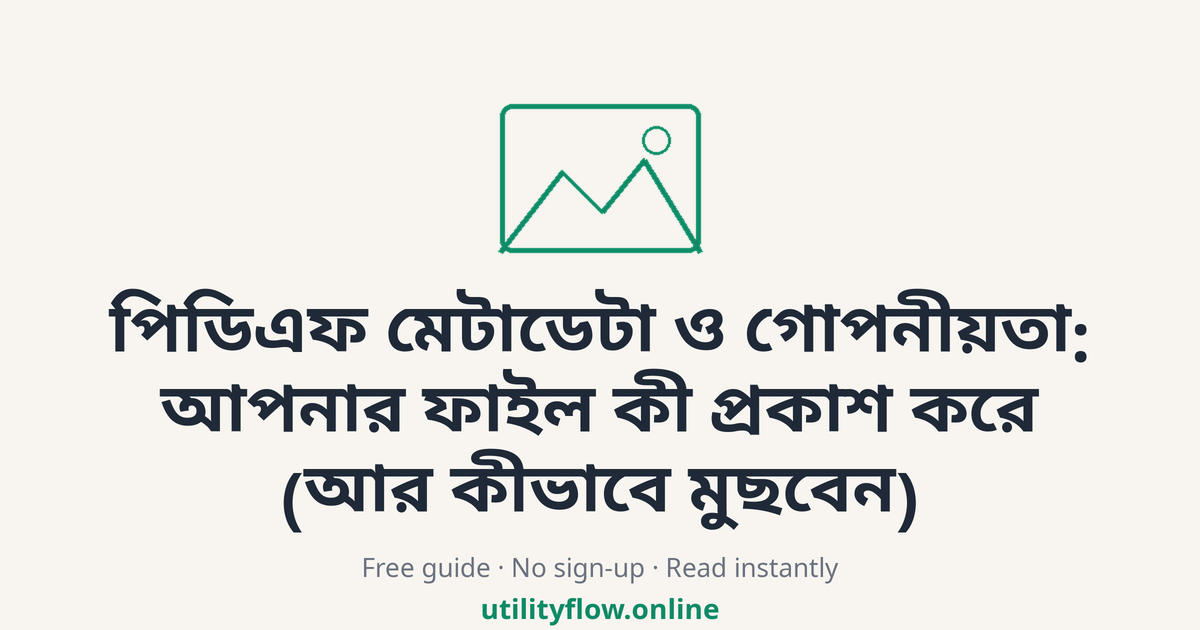 পিডিএফ মেটাডেটা ও গোপনীয়তা:
আপনার ফাইল কী প্রকাশ করে
(আর কীভাবে মুছবেন)
Free guide · No sign-up · Read instantly
utilityflow.online